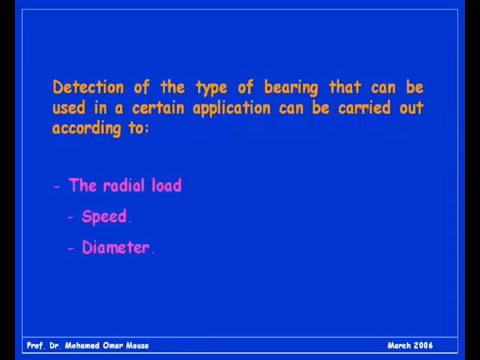 Detection of the type of bearing that can be
used in a certain application can be carried out
according to:
- The radial load
- Speed.
- Diameter.
Prof. Dr. Mohamed Omar Mousa
March 2006